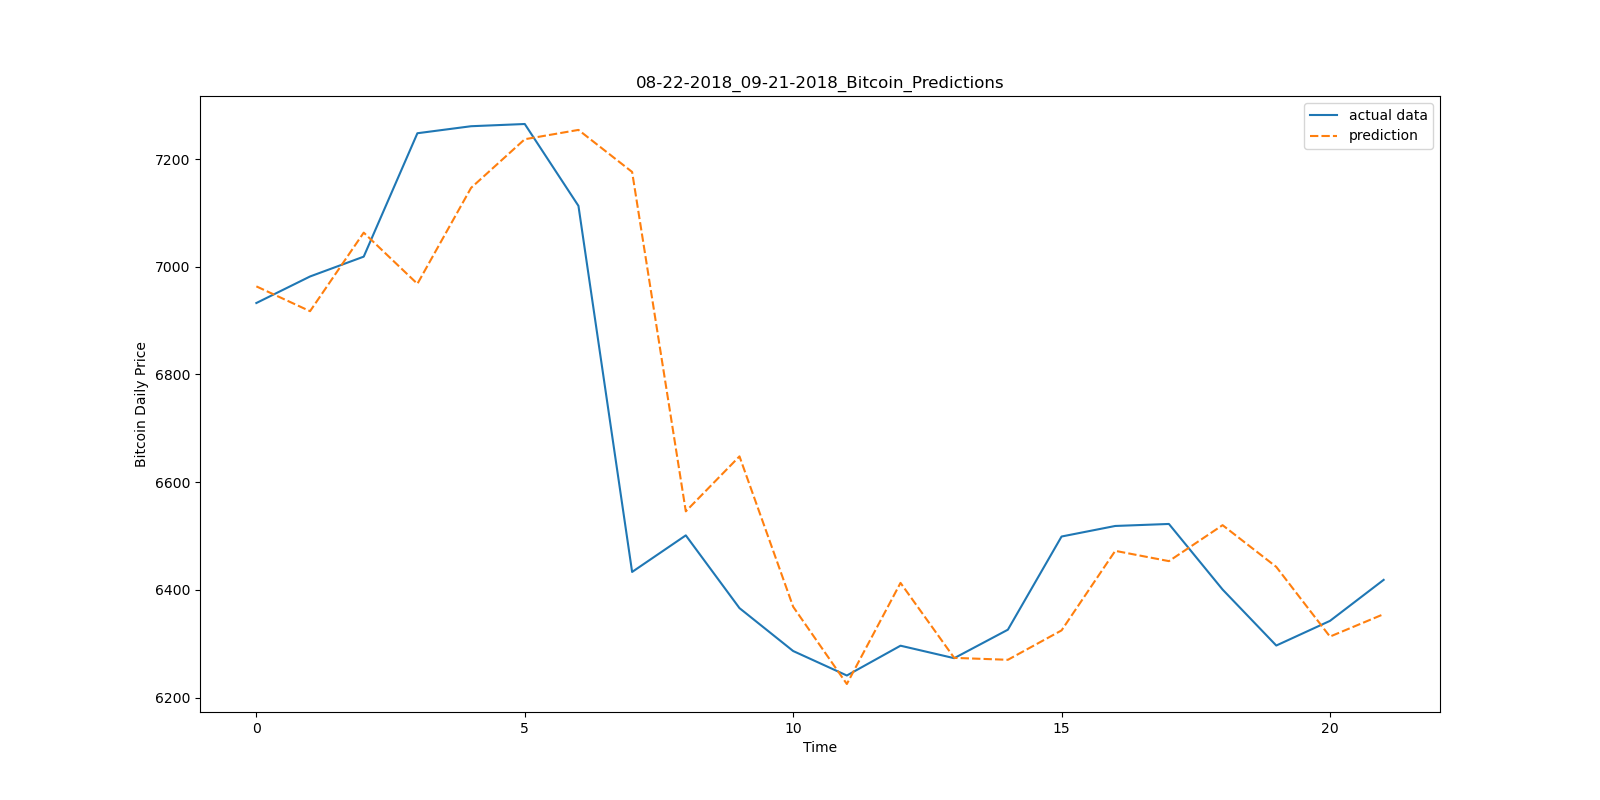 08-22-2018_09-21-2018_Bitcoin_Predictions
actual data
prediction
7200
7000
6800
6600
6400
6200
Bitcoin Daily Price
0 5 10 15 20
Time